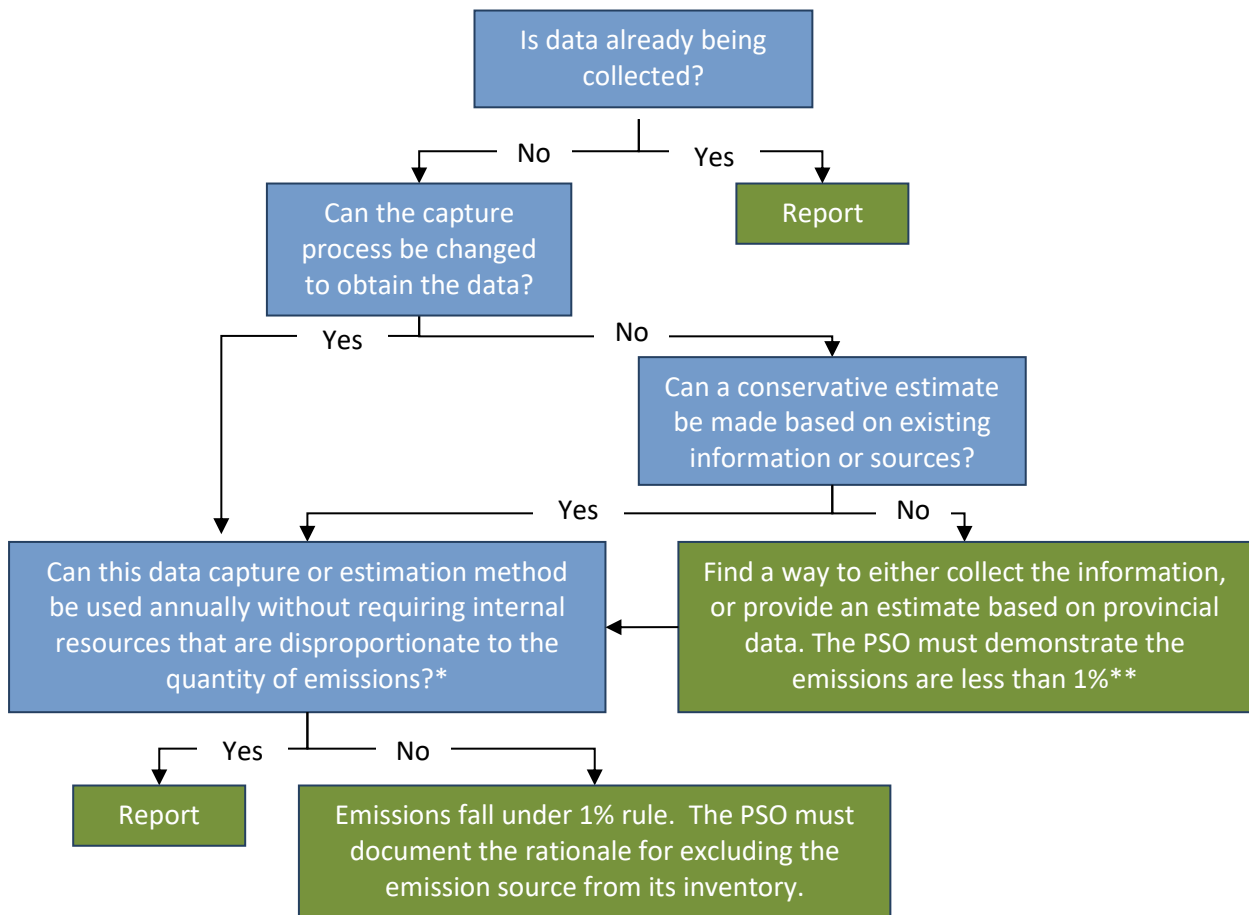 Is data already being
collected?
No
Yes
Can the capture
process be changed
to obtain the data?
Report
Yes
No
Can a conservative estimate
be made based on existing
information or sources?
Yes
No
Can this data capture or estimation method
be used annually without requiring internal
resources that are disproportionate to the
quantity of emissions?*
Find a way to either collect the information,
or provide an estimate based on provincial
data. The PSO must demonstrate the
emissions are less than 1%**
Yes
No
Report
Emissions fall under 1% rule.  The PSO must
document the rationale for excluding the
emission source from its inventory.